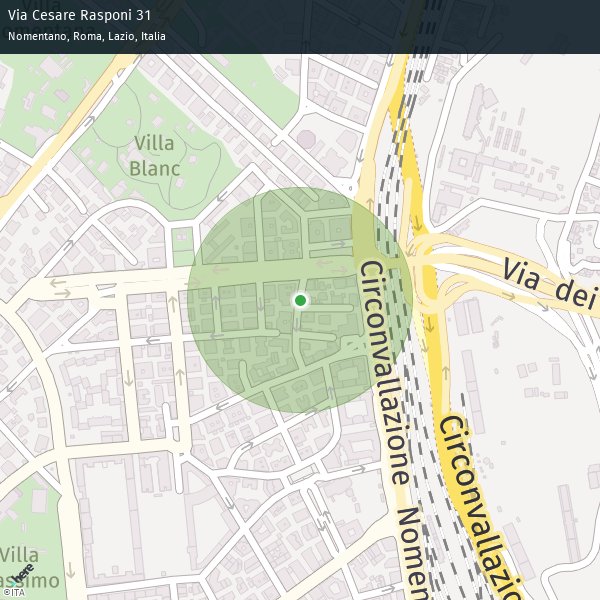 Via Cesare Rasponi 31
Nomentano, Roma, Lazio, Italia
Villa
Blanc
Via dei
Circonvallazione Nomen
Circonvallazio
Villa
assimo
here
©ITA